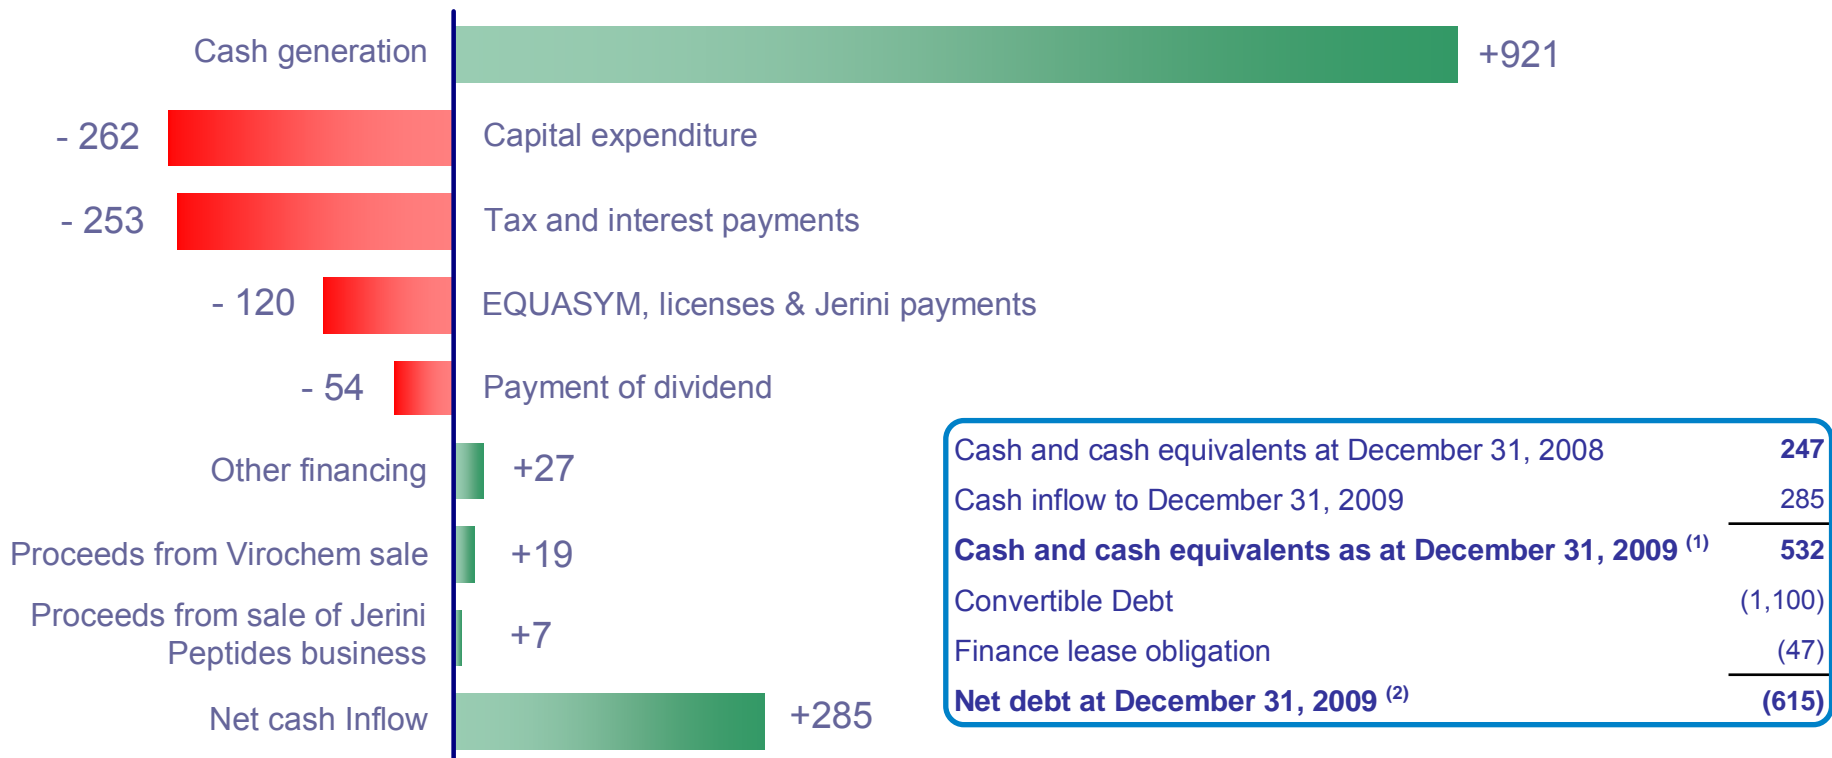 Cash generation +921
- 262 Capital expenditure
- 253 Tax and interest payments
- 120 EQUASYM, licenses & Jerini payments
- 54 Payment of dividend
Other financing +27
Proceeds from Virochem sale +19
Proceeds from sale of Jerini
Peptides business +7
Net cash Inflow +285
Cash and cash equivalents at December 31, 2008 247
Cash inflow to December 31, 2009 285
Cash and cash equivalents as at December 31, 2009 (1) 532
Convertible Debt (1,100)
Finance lease obligation (47)
Net debt at December 31, 2009 (2) (615)